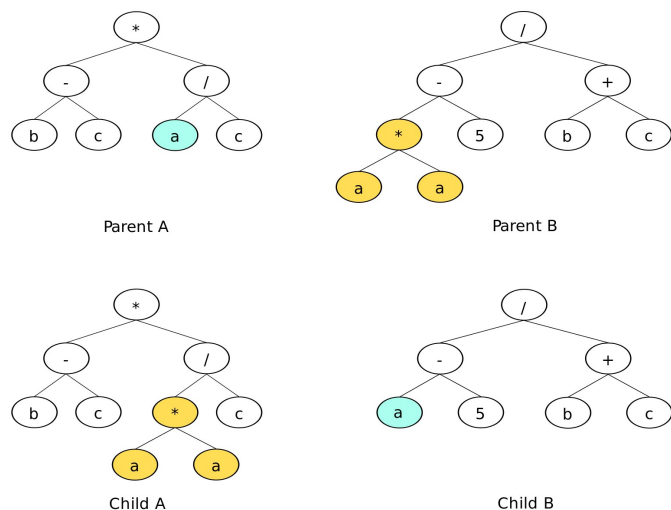 * /
- / - +
b c a c * 5 b c
a a
Parent A Parent B
* /
- / - +
b c * c a 5 b c
a a
Child A Child B